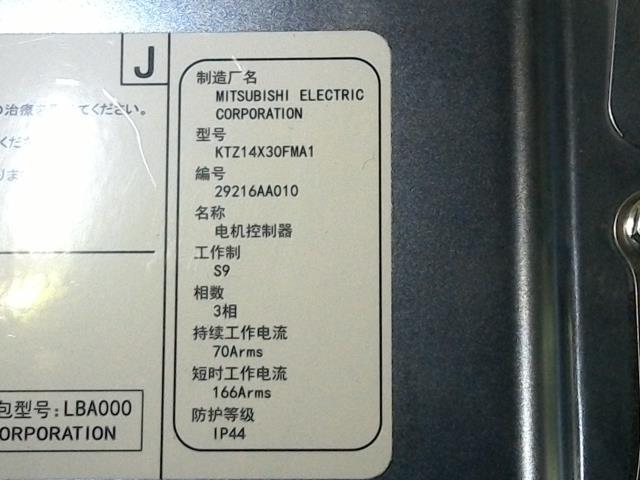 J
治療を てください。
制造厂名
MITSUBISHI ELECTRIC
CORPORATION
型号
KTZ14X30FMA1
編号
29216AA010
名称
电机控制器
工作制
S9
相数
3相
持续工作电流
70Arms
短时工作电流
166Arms
防护等级
IP44
包型号:LBA000
ORPORATION